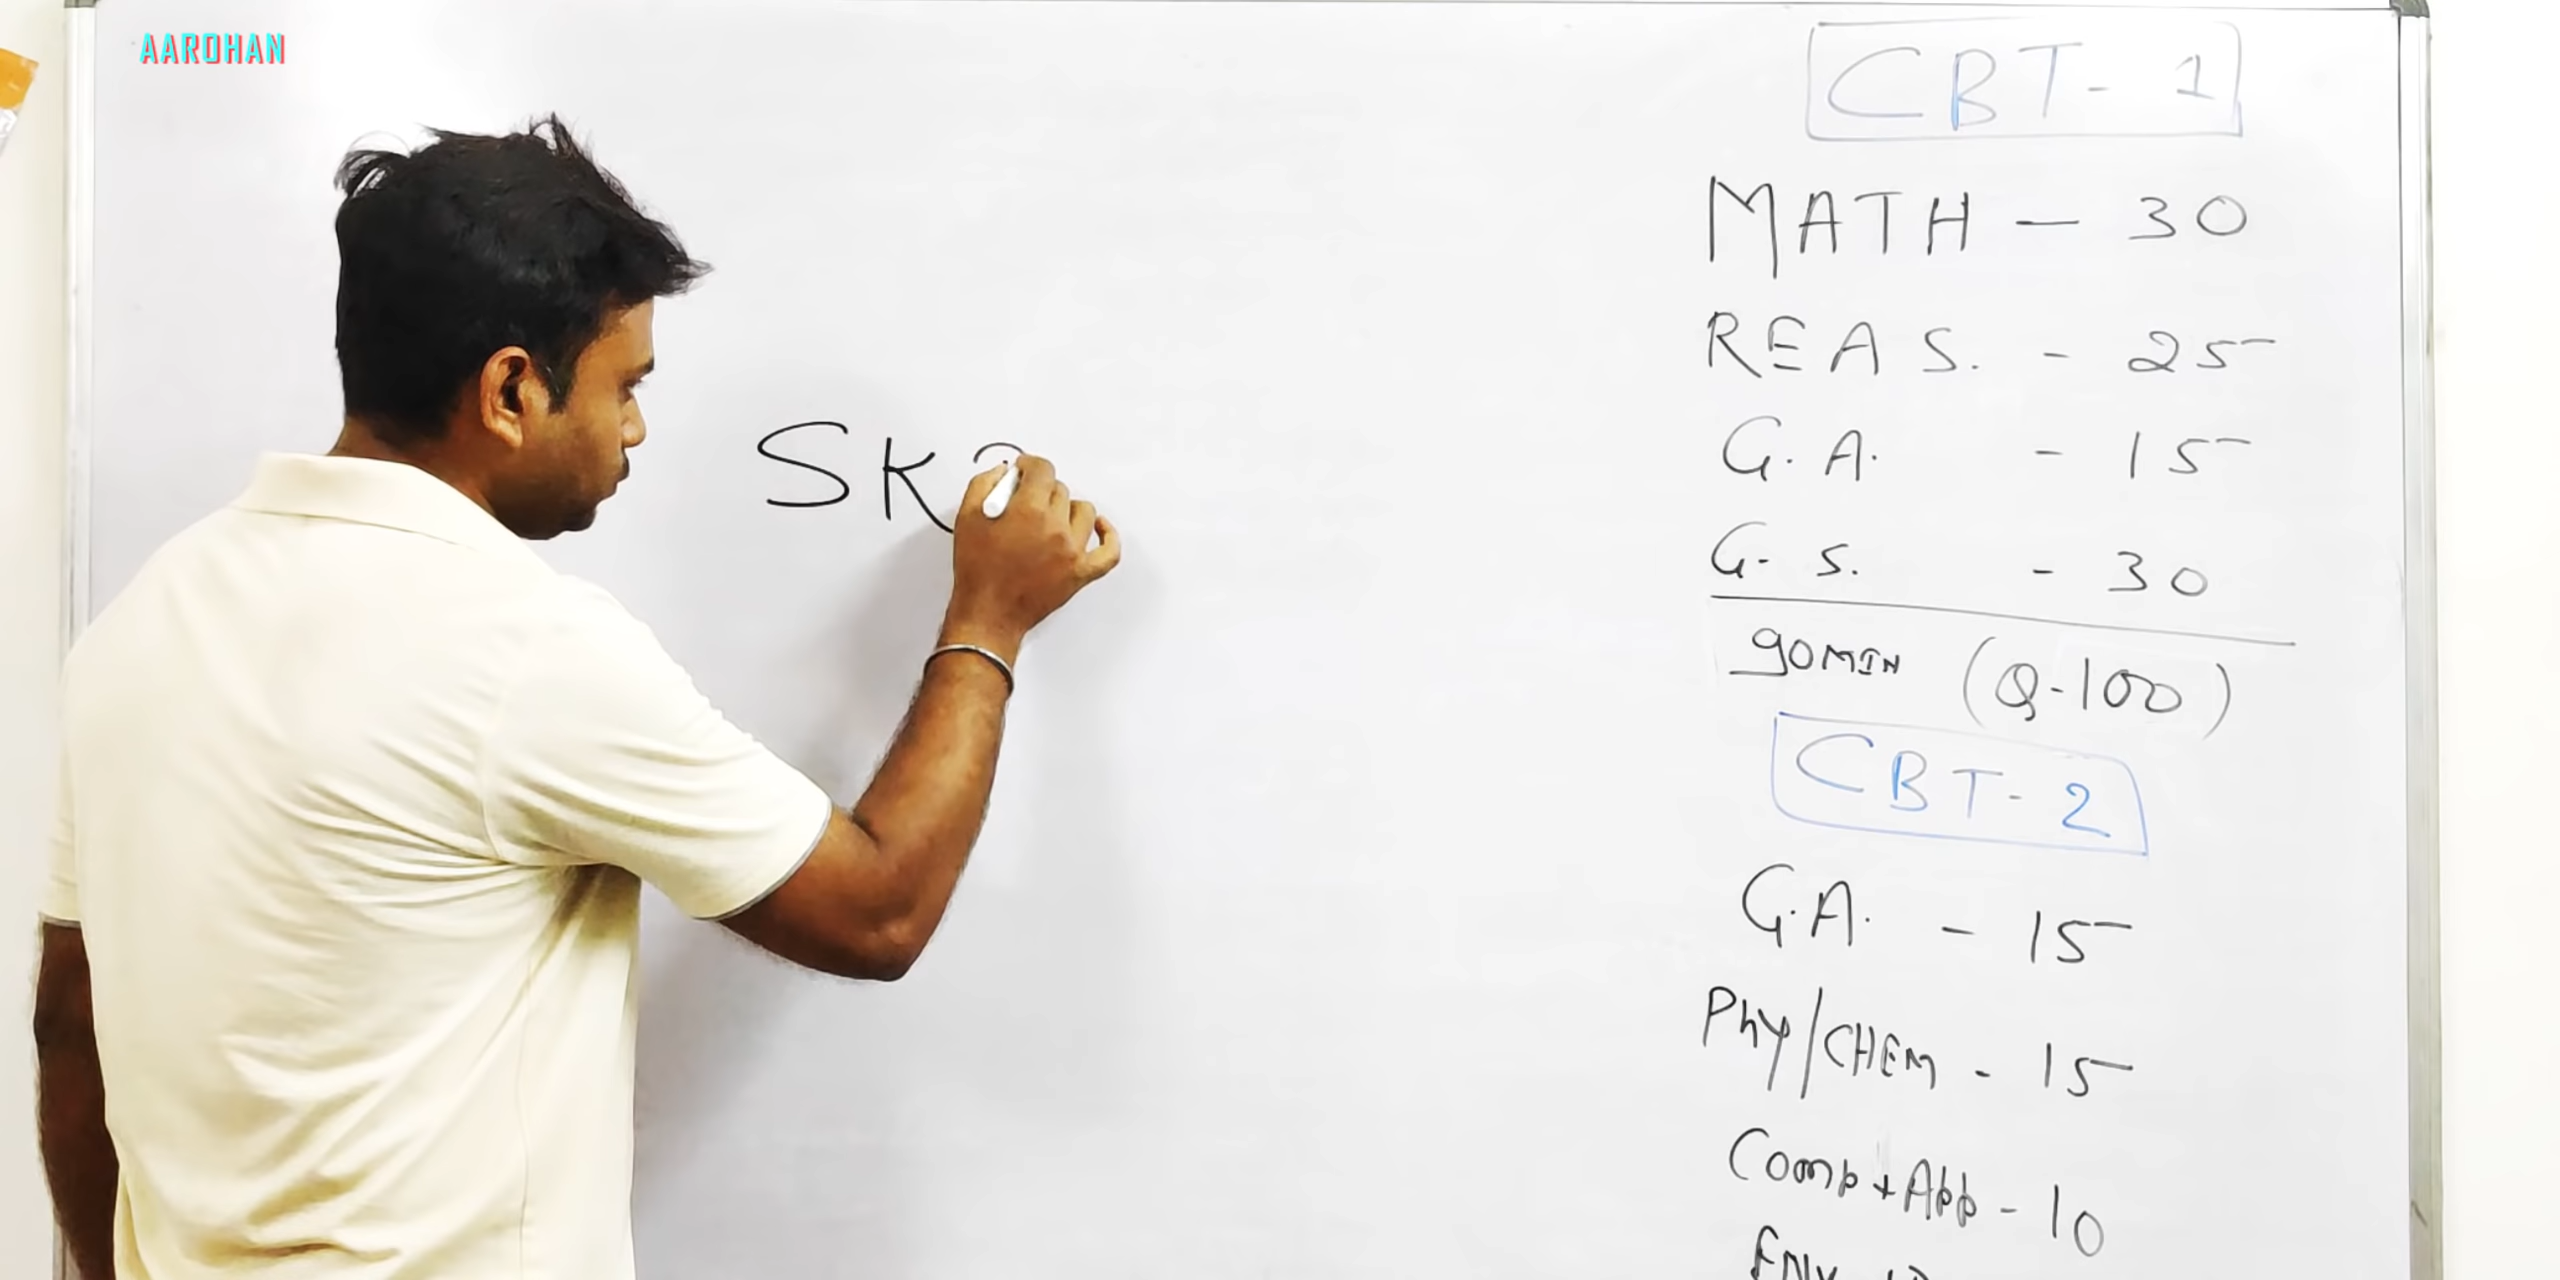 AAROHAN
SK
CBT- 1
MATH — 30
REAS. - 25
G.A. - 15
G.S. - 30
90MIN (Q-100)
CBT-2
G.A. - 15
Phy/CHEM - 15
Comp+App - 10